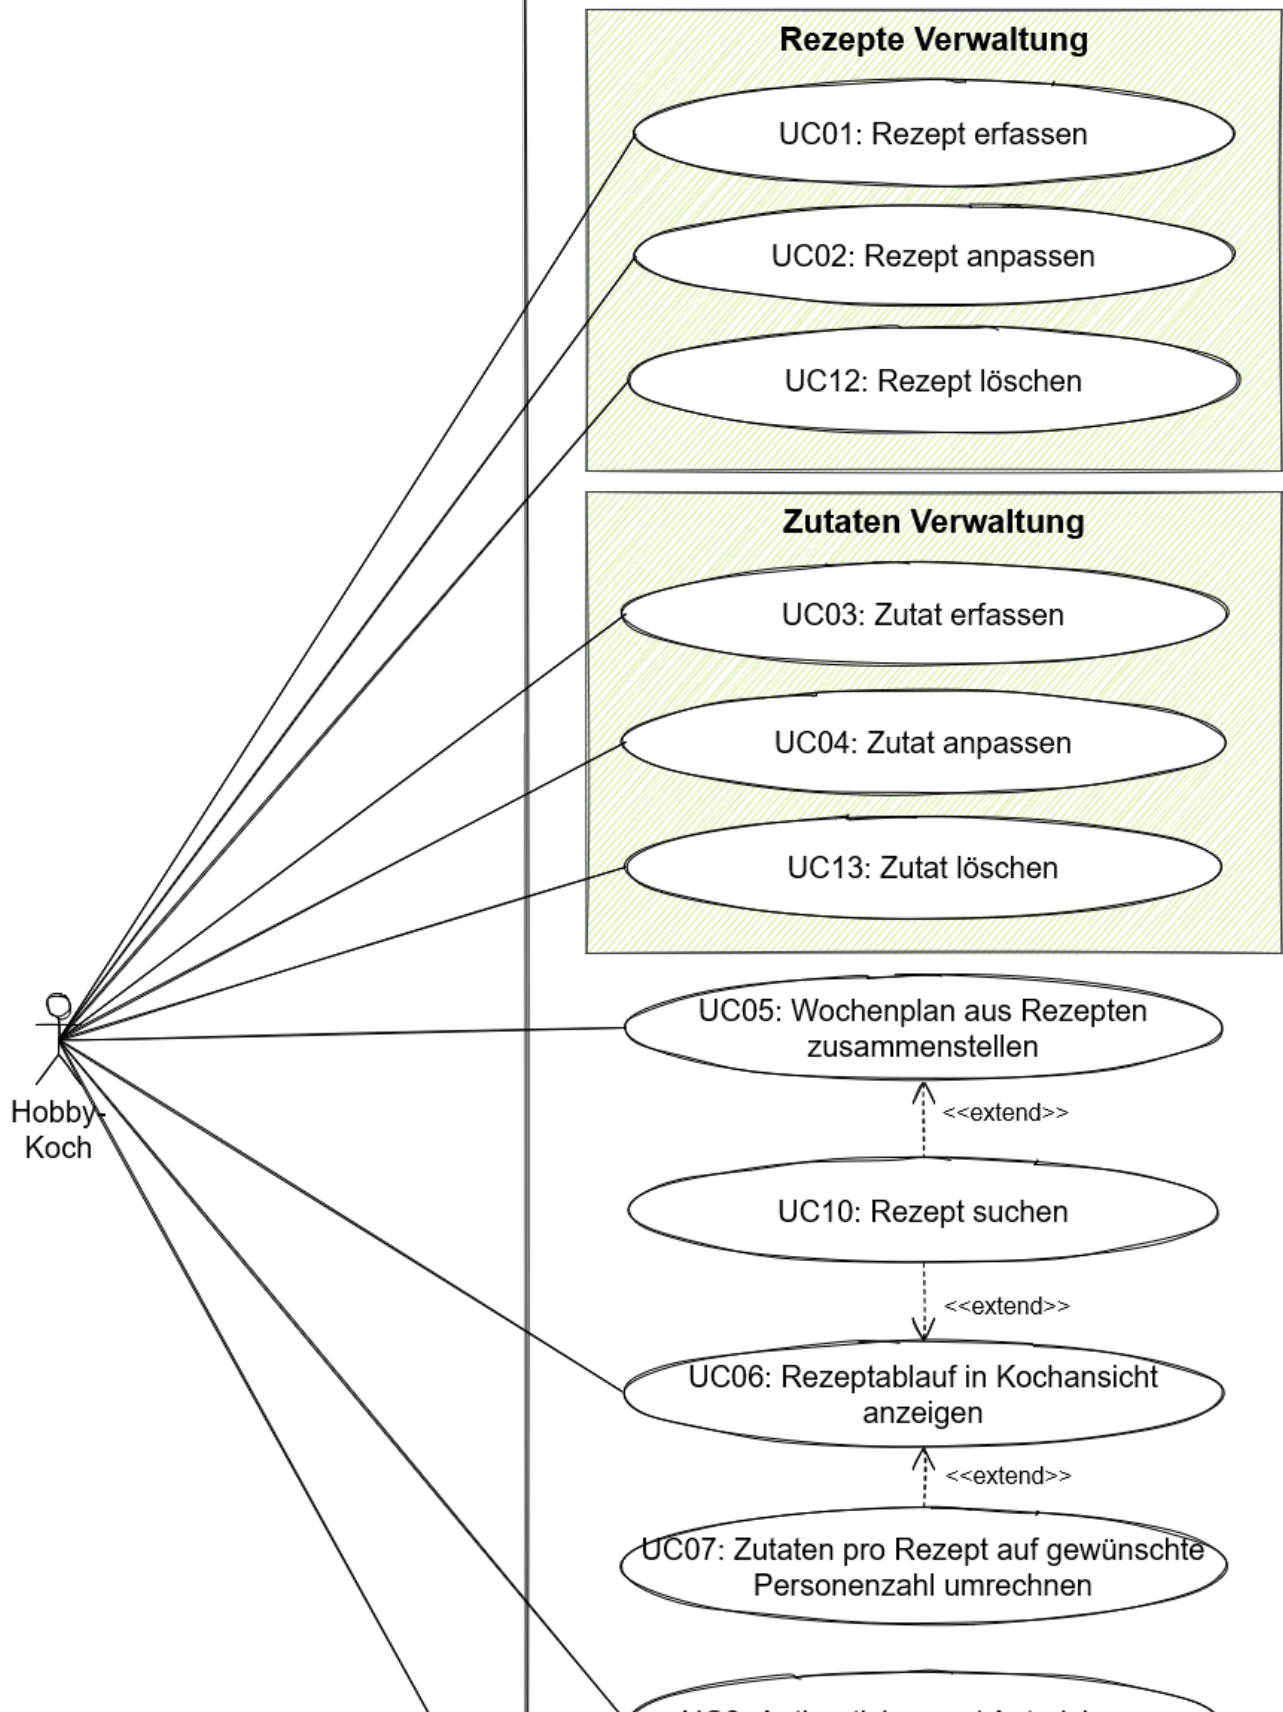 Rezepte Verwaltung
UC01: Rezept erfassen
UC02: Rezept anpassen
UC12: Rezept löschen
Zutaten Verwaltung
UC03: Zutat erfassen
UC04: Zutat anpassen
UC13: Zutat löschen
Hobby-
Koch
UC05: Wochenplan aus Rezepten
zusammenstellen
<<extend>>
UC10: Rezept suchen
<<extend>>
UC06: Rezeptablauf in Kochansicht
anzeigen
<<extend>>
UC07: Zutaten pro Rezept auf gewünschte
Personenzahl umrechnen